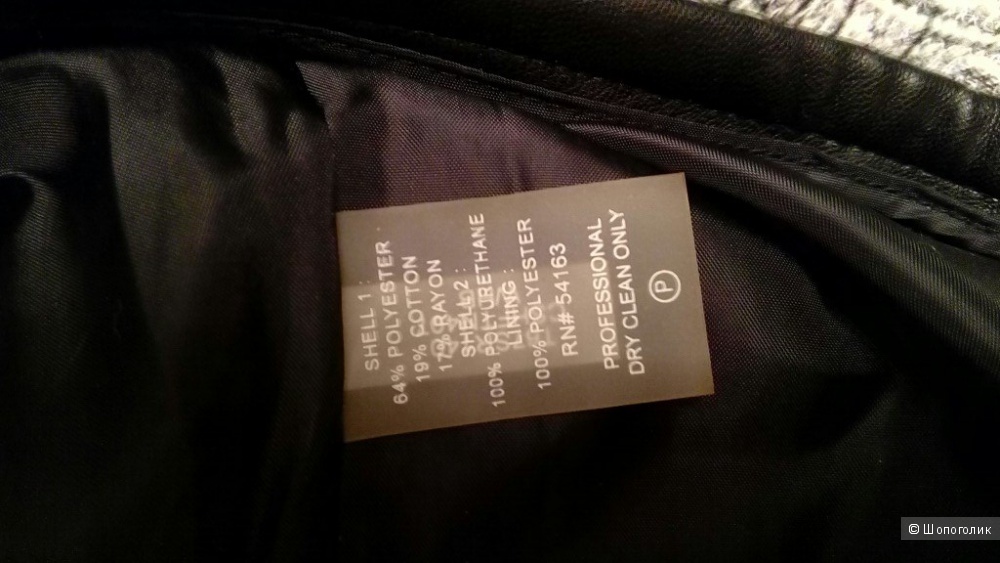 SHELL 1 :
64% POLYESTER
19% COTTON
17% RAYON
SHELL 2 :
100% POLYURETHANE
LINING :
100% POLYESTER
RN# 54163
PROFESSIONAL
DRY CLEAN ONLY
P
© Шопоголик